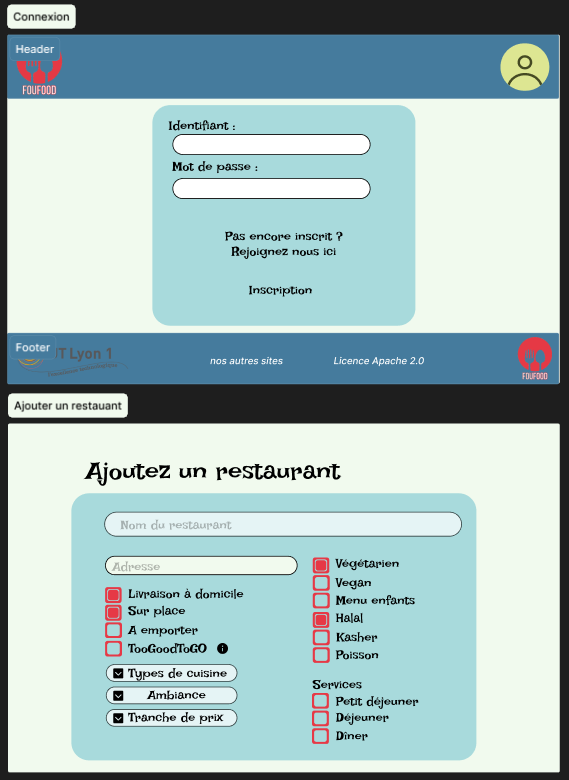 Connexion
Header
FOUFOOD
Identifiant :
Mot de passe :
Pas encore inscrit ?
Rejoignez nous ici
Inscription
Footer
Lyon 1
nos autres sites
Licence Apache 2.0
FOUFOOD
Ajouter un restauant
Ajoutez un restaurant
Nom du restaurant
Adresse
Livraison à domicile
Sur place
A emporter
TooGoodToGO
Types de cuisine
Ambiance
Tranche de prix
Végétarien
Vegan
Menu enfants
Halal
Kasher
Poisson
Services
Petit déjeuner
Déjeuner
Dîner